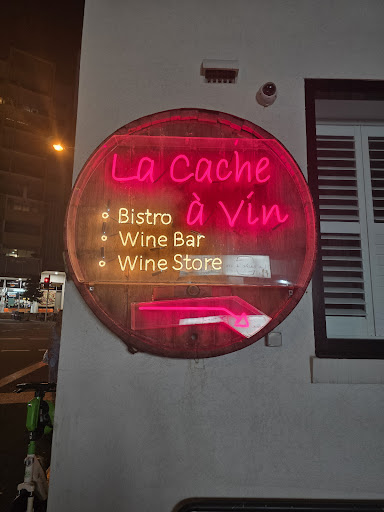 La Cache
à Vin
Bistro
Wine Bar
Wine Store